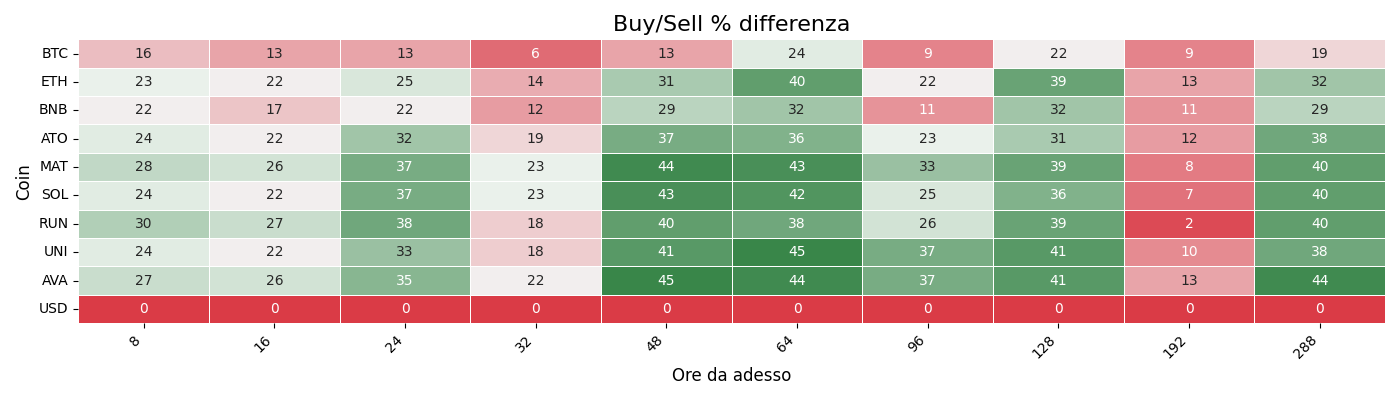 Buy/Sell % differenza
Coin
BTC 16 13 13 6 13 24 9 22 9 19
ETH 23 22 25 14 31 40 22 39 13 32
BNB 22 17 22 12 29 32 11 32 11 29
ATO 24 22 32 19 37 36 23 31 12 38
MAT 28 26 37 23 44 43 33 39 8 40
SOL 24 22 37 23 43 42 25 36 7 40
RUN 30 27 38 18 40 38 26 39 2 40
UNI 24 22 33 18 41 45 37 41 10 38
AVA 27 26 35 22 45 44 37 41 13 44
USD 0 0 0 0 0 0 0 0 0 0
8 16 24 32 48 64 96 128 192 288
Ore da adesso